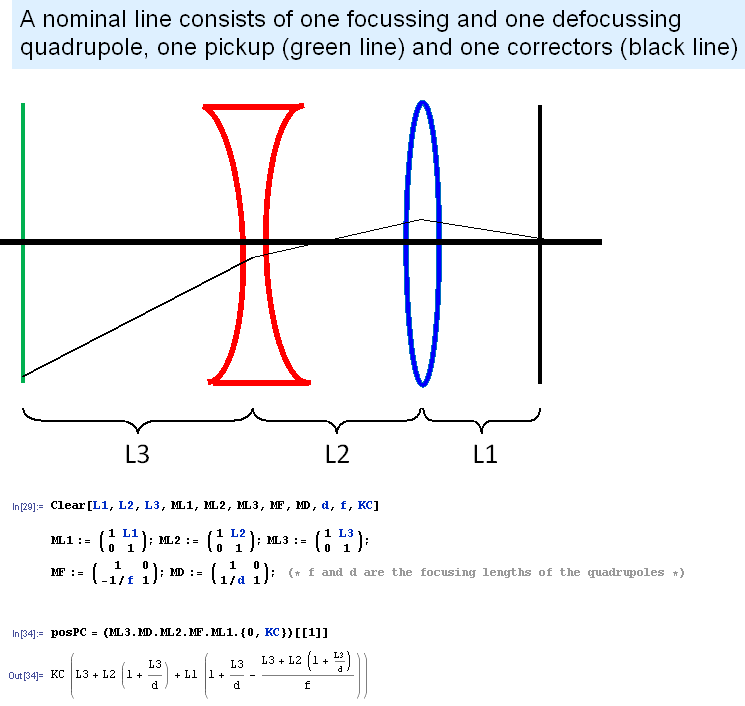 A nominal line consists of one focussing and one defocussing
quadrupole, one pickup (green line) and one correctors (black line)
L3 L2 L1
In[29]:= Clear[L1, L2, L3, ML1, ML2, ML3, MF, MD, d, f, KC]
ML1 := (1 L1
0 1); ML2 := (1 L2
0 1); ML3 := (1 L3
0 1);
MF := (1 0
-1/f 1); MD := (1 0
1/d 1); (* f and d are the focusing lengths of the quadrupoles *)
In[34]:= posPC = (ML3.MD.ML2.MF.ML1.{0, KC})[[1]]
Out[34]= KC (L3 + L2 (1 + L3/d) + L1 (1 + L3/d - (L3 + L2 (1 + L3/d))/f))